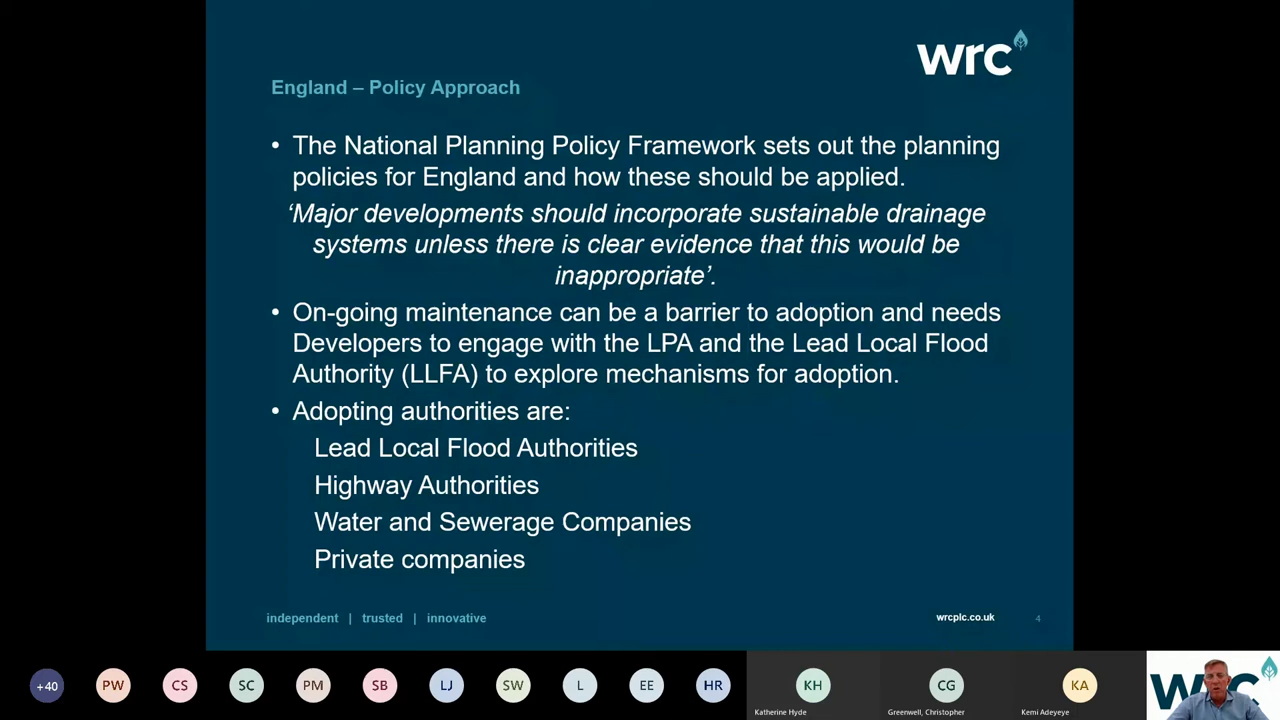 wrc
England – Policy Approach
• The National Planning Policy Framework sets out the planning
policies for England and how these should be applied.
‘Major developments should incorporate sustainable drainage
systems unless there is clear evidence that this would be
inappropriate’.
• On-going maintenance can be a barrier to adoption and needs
Developers to engage with the LPA and the Lead Local Flood
Authority (LLFA) to explore mechanisms for adoption.
• Adopting authorities are:
Lead Local Flood Authorities
Highway Authorities
Water and Sewerage Companies
Private companies
independent | trusted | innovative
wrcplc.co.uk
4
+40 PW CS SC PM SB LJ SW L EE HR KH CG KA
Katherine Hyde
Greenwell, Christopher
Kemi Adeyeye